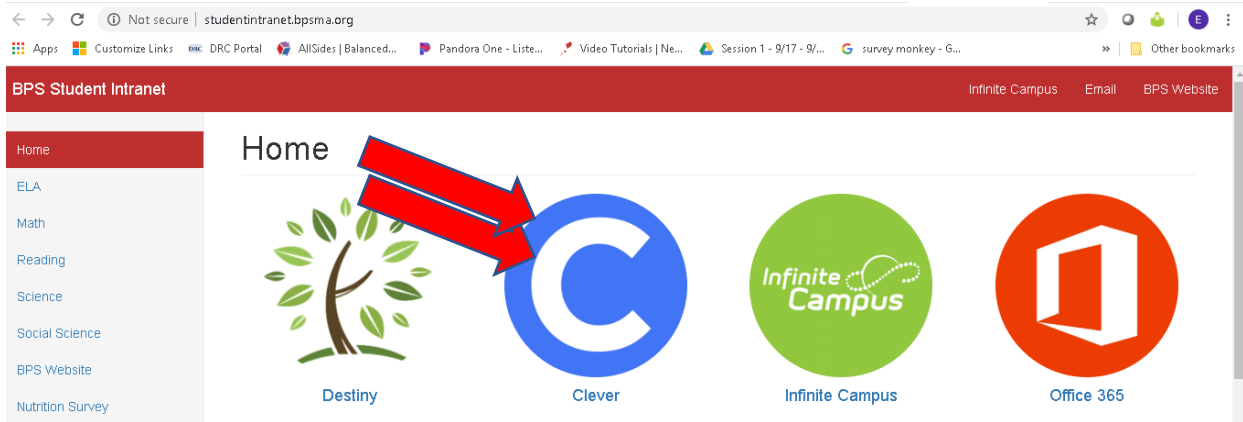 Not secure | studentintranet.bpsma.org
E
Apps Customize Links DRC DRC Portal AllSides | Balanced... Pandora One - Liste... Video Tutorials | Ne... Session 1 - 9/17 - 9/... G survey monkey - G... » Other bookmarks
BPS Student Intranet Infinite Campus Email BPS Website
Home
ELA
Math
Reading
Science
Social Science
BPS Website
Nutrition Survey
Home
C
Infinite
Campus
Destiny Clever Infinite Campus Office 365